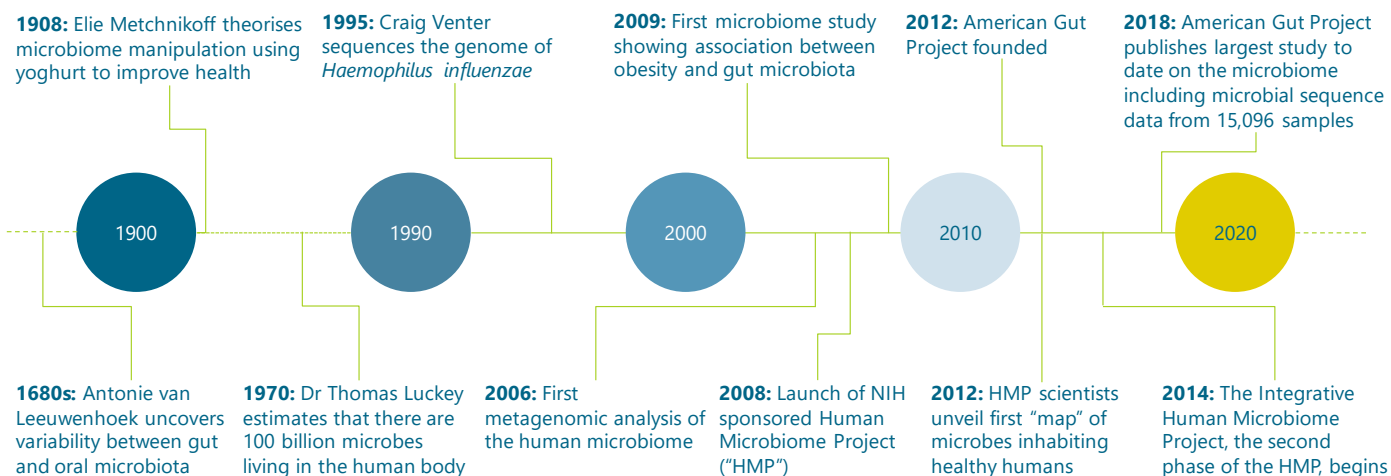 1908: Elie Metchnikoff theorises
microbiome manipulation using
yoghurt to improve health
1995: Craig Venter
sequences the genome of
Haemophilus influenzae
2009: First microbiome study
showing association between
obesity and gut microbiota
2012: American Gut
Project founded
2018: American Gut Project
publishes largest study to
date on the microbiome
including microbial sequence
data from 15,096 samples
1900
1990
2000
2010
2020
1680s: Antonie van
Leeuwenhoek uncovers
variability between gut
and oral microbiota
1970: Dr Thomas Luckey
estimates that there are
100 billion microbes
living in the human body
2006: First
metagenomic analysis of
the human microbiome
2008: Launch of NIH
sponsored Human
Microbiome Project
("HMP")
2012: HMP scientists
unveil first "map" of
microbes inhabiting
healthy humans
2014: The Integrative
Human Microbiome
Project, the second
phase of the HMP, begins